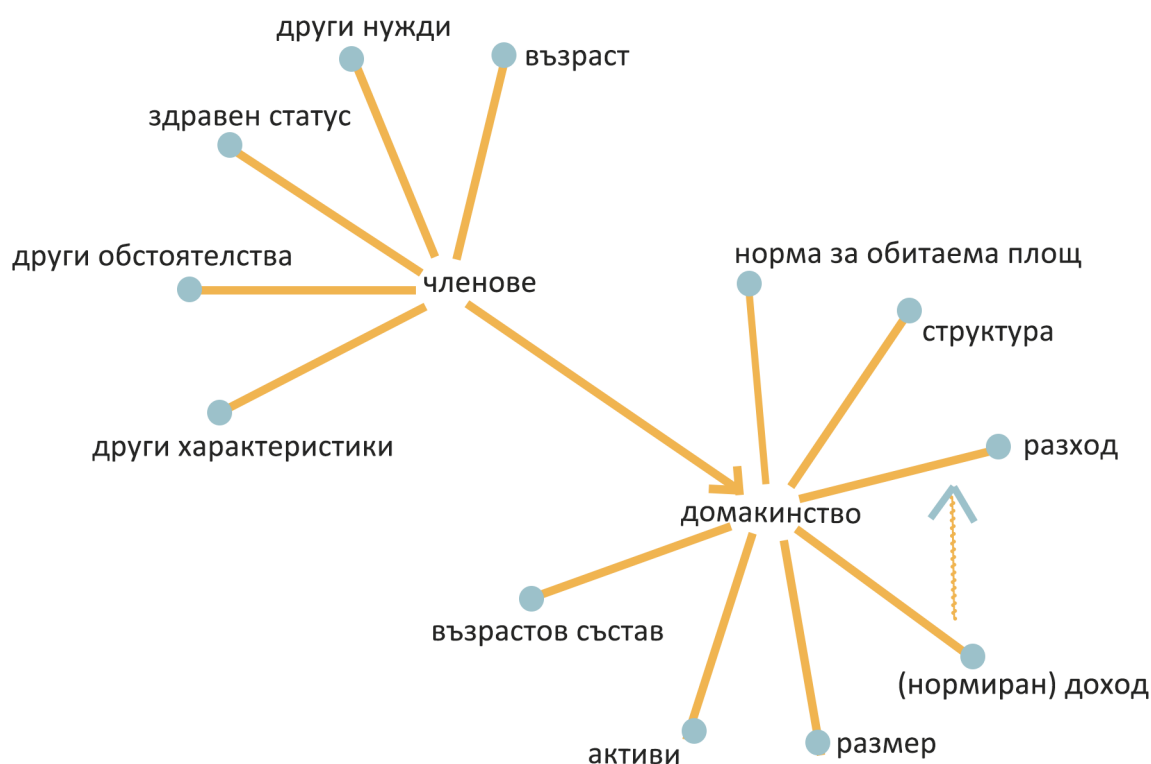 други нужди
възраст
здравен статус
други обстоятелства
членове
други характеристики
норма за обитаема площ
структура
разход
домакинство
възрастов състав
(нормиран) доход
активи
размер